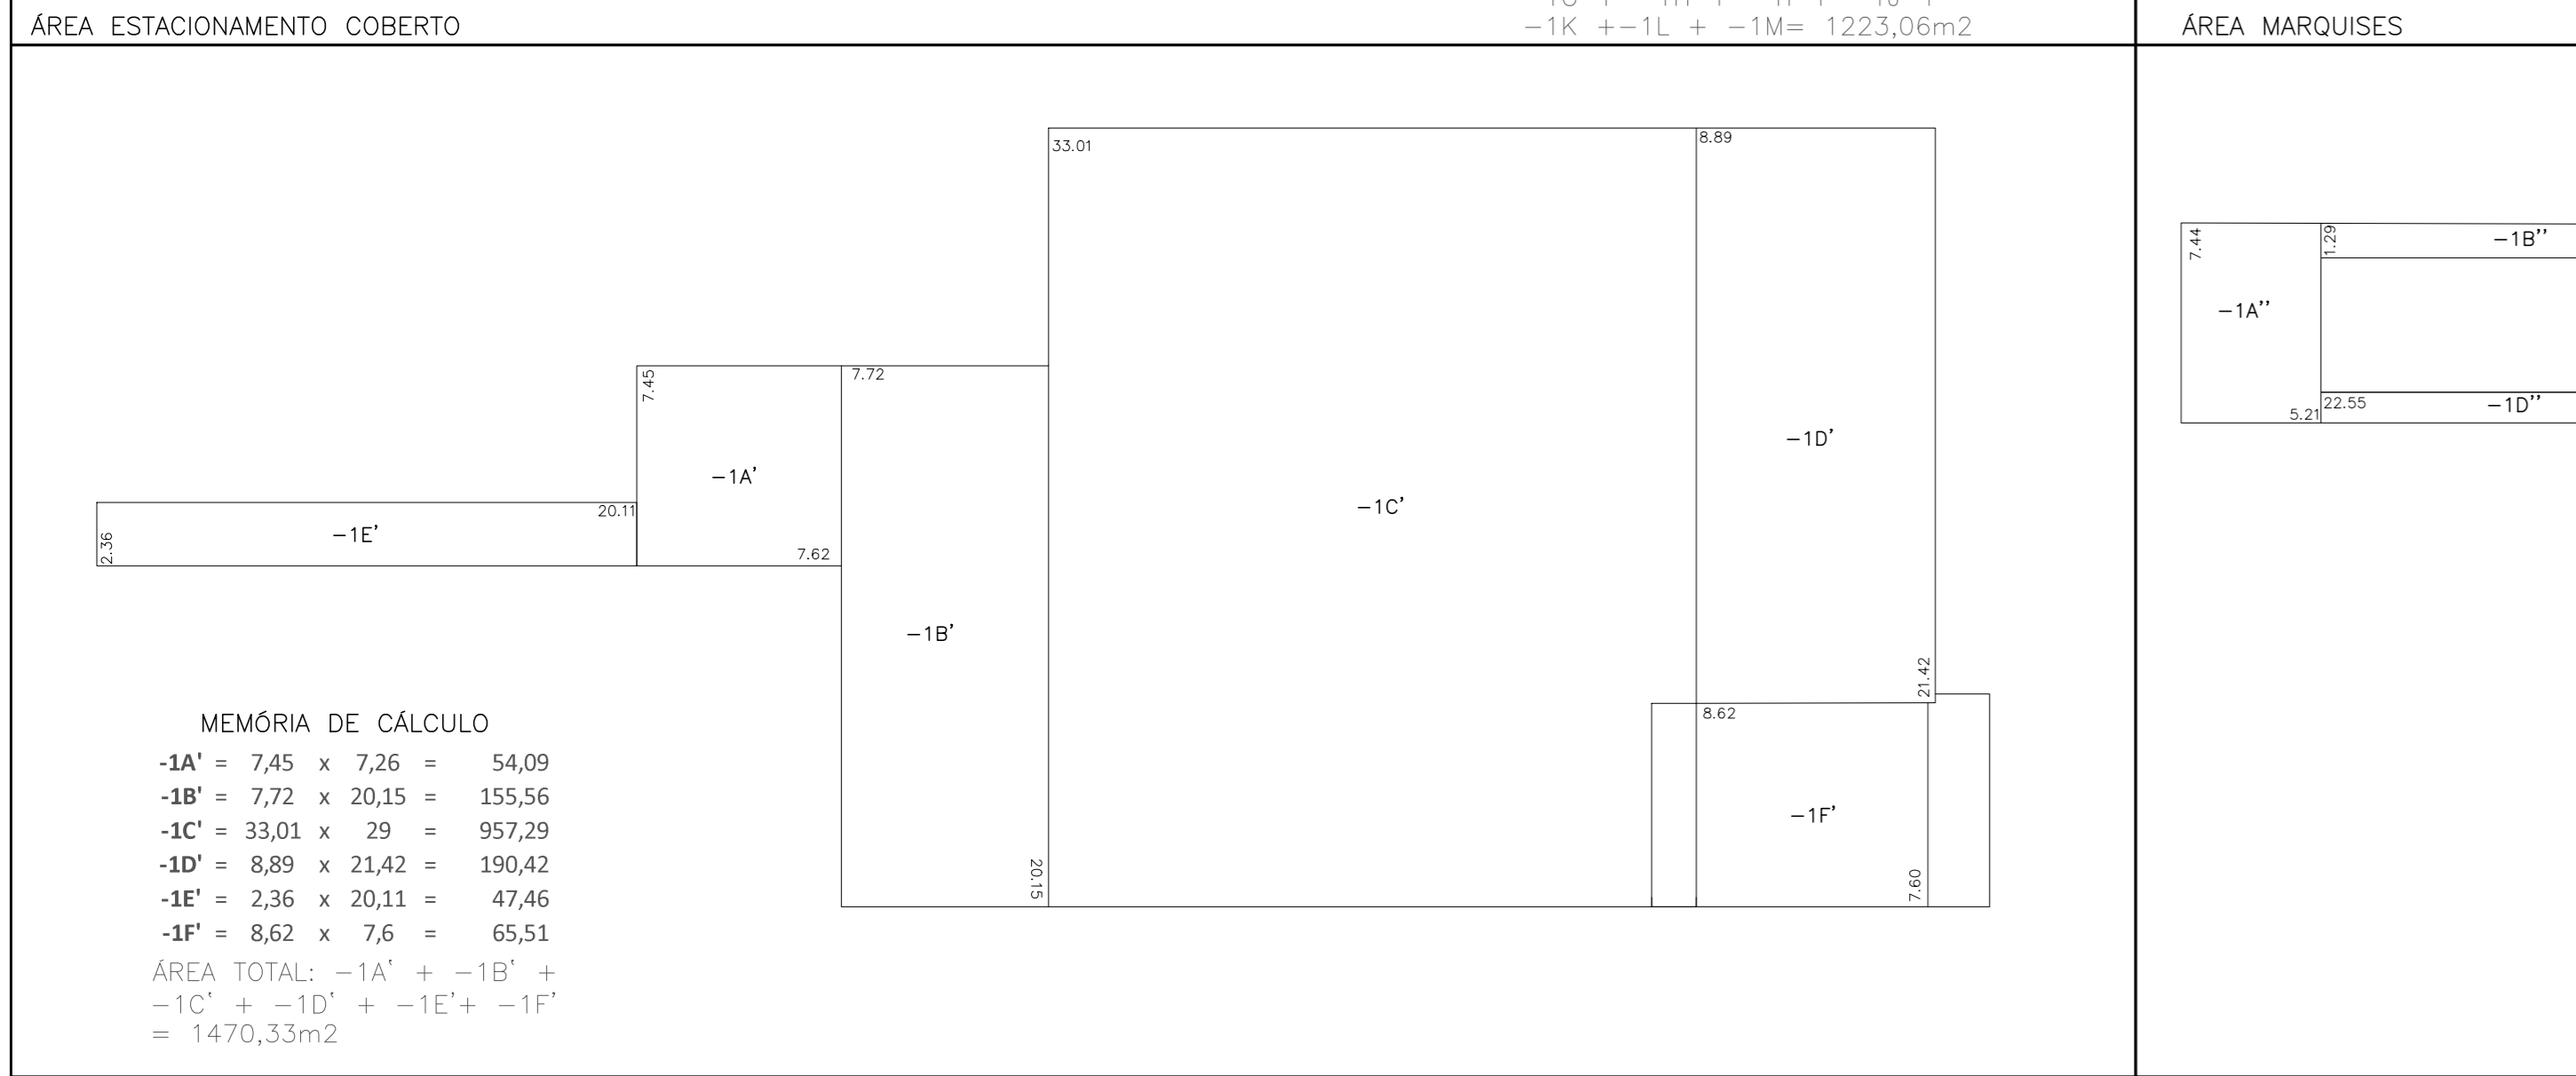 ÁREA ESTACIONAMENTO COBERTO
-1K +-1L + -1M= 1223,06m2
ÁREA MARQUISES
33.01
8.89
7.44
1.29
-1B''
-1A''
7.45
7.72
22.55
-1D''
5.21
-1D'
-1A'
-1C'
20.11
2.36
-1E'
7.62
-1B'
21.42
8.62
-1F'
20.15
7.60
MEMÓRIA DE CÁLCULO
-1A' = 7,45 x 7,26 = 54,09
-1B' = 7,72 x 20,15 = 155,56
-1C' = 33,01 x 29 = 957,29
-1D' = 8,89 x 21,42 = 190,42
-1E' = 2,36 x 20,11 = 47,46
-1F' = 8,62 x 7,6 = 65,51
ÁREA TOTAL: -1A‛ + -1B‛ +
-1C‛ + -1D‛ + -1E'+ -1F'
= 1470,33m2